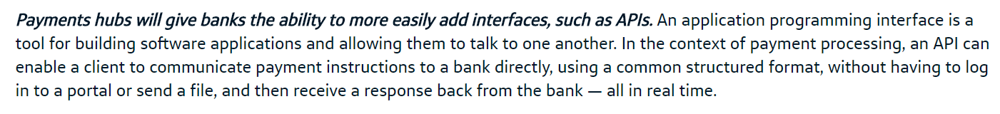 Payments hubs will give banks the ability to more easily add interfaces, such as APIs. An application programming interface is a
tool for building software applications and allowing them to talk to one another. In the context of payment processing, an API can
enable a client to communicate payment instructions to a bank directly, using a common structured format, without having to log
in to a portal or send a file, and then receive a response back from the bank — all in real time.